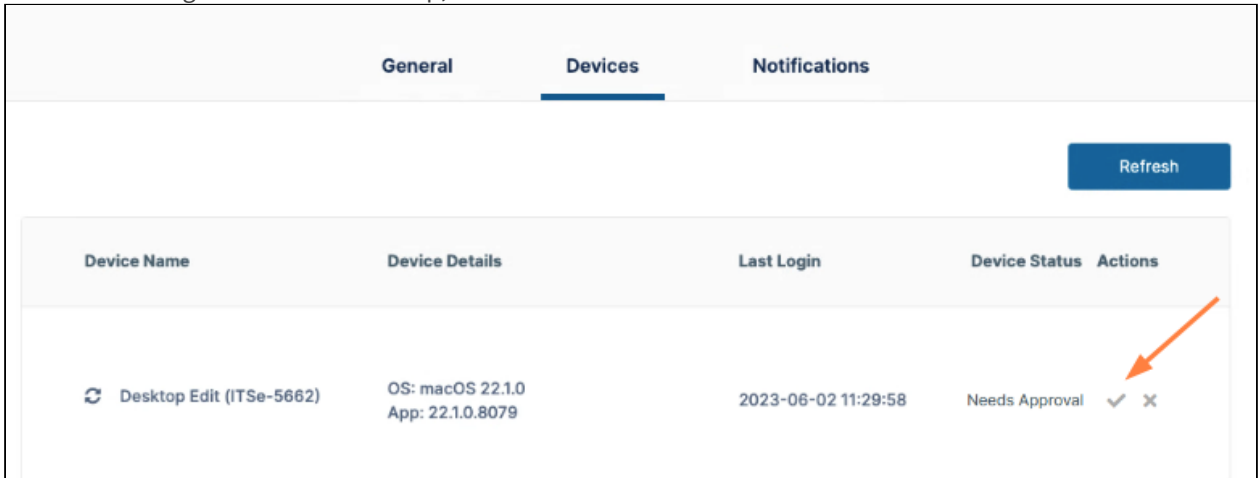 General Devices Notifications
Refresh
Device Name Device Details Last Login Device Status Actions
Desktop Edit (ITSe-5662) OS: macOS 22.1.0 2023-06-02 11:29:58 Needs Approval
App: 22.1.0.8079